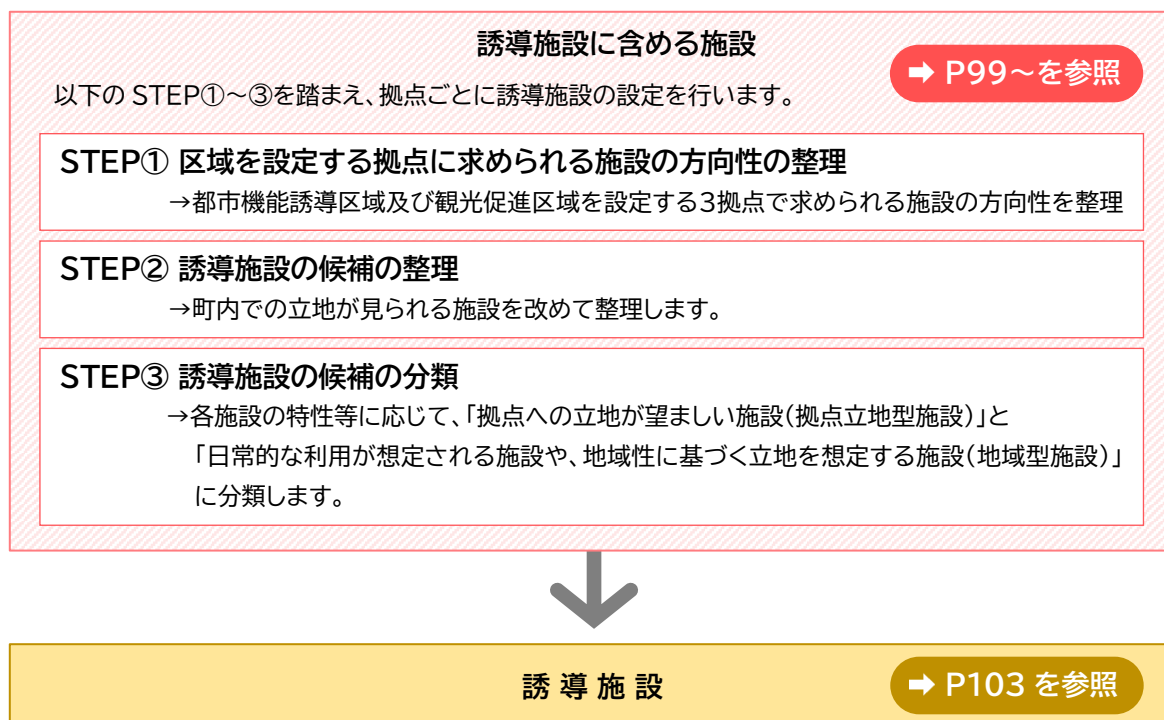 誘導施設に含める施設
➡ P99～を参照
以下の STEP①～③を踏まえ、拠点ごとに誘導施設の設定を行います。
STEP① 区域を設定する拠点に求められる施設の方向性の整理
→都市機能誘導区域及び観光促進区域を設定する3拠点で求められる施設の方向性を整理
STEP② 誘導施設の候補の整理
→町内での立地が見られる施設を改めて整理します。
STEP③ 誘導施設の候補の分類
→各施設の特性等に応じて、「拠点への立地が望ましい施設(拠点立地型施設)」と
「日常的な利用が想定される施設や、地域性に基づく立地を想定する施設(地域型施設)」
に分類します。
誘導施設
➡ P103 を参照